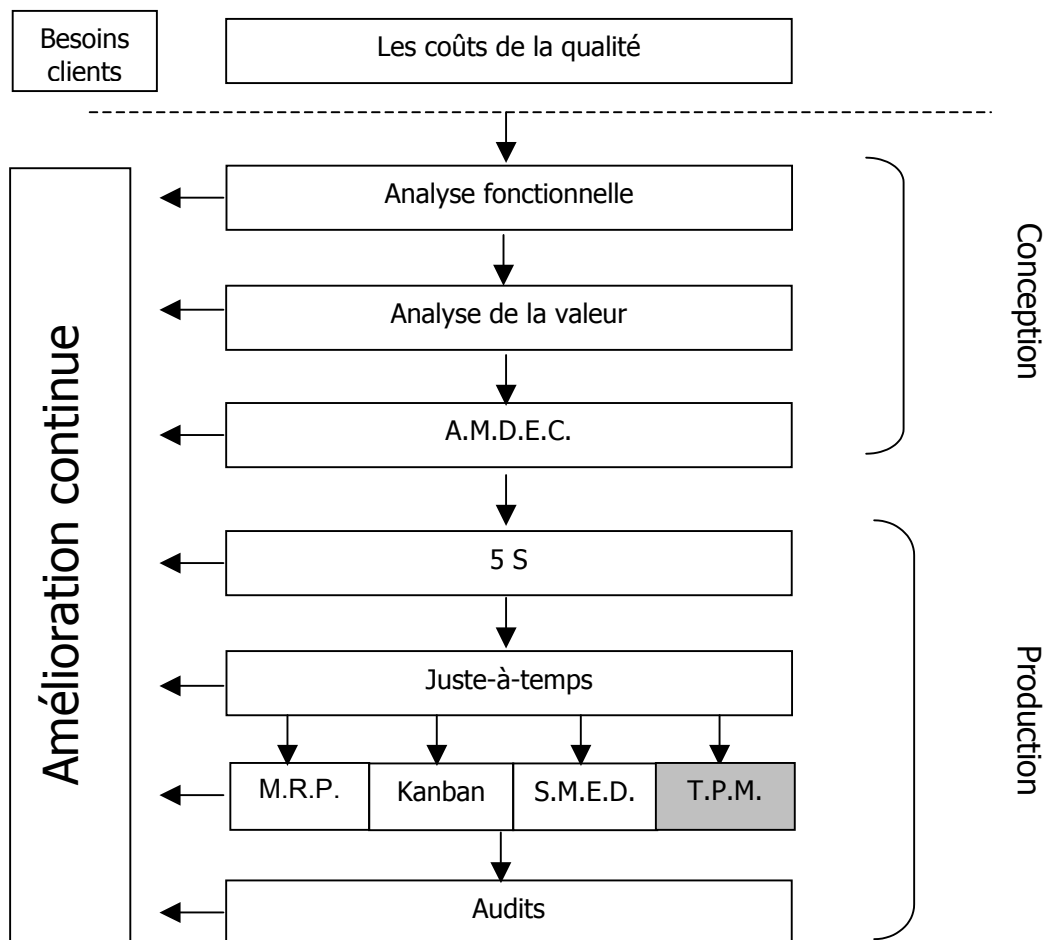 Besoins
clients
Les coûts de la qualité
Analyse fonctionnelle
Analyse de la valeur
A.M.D.E.C.
Conception
Amélioration continue
5 S
Juste-à-temps
M.R.P.
Kanban
S.M.E.D.
T.P.M.
Audits
Production